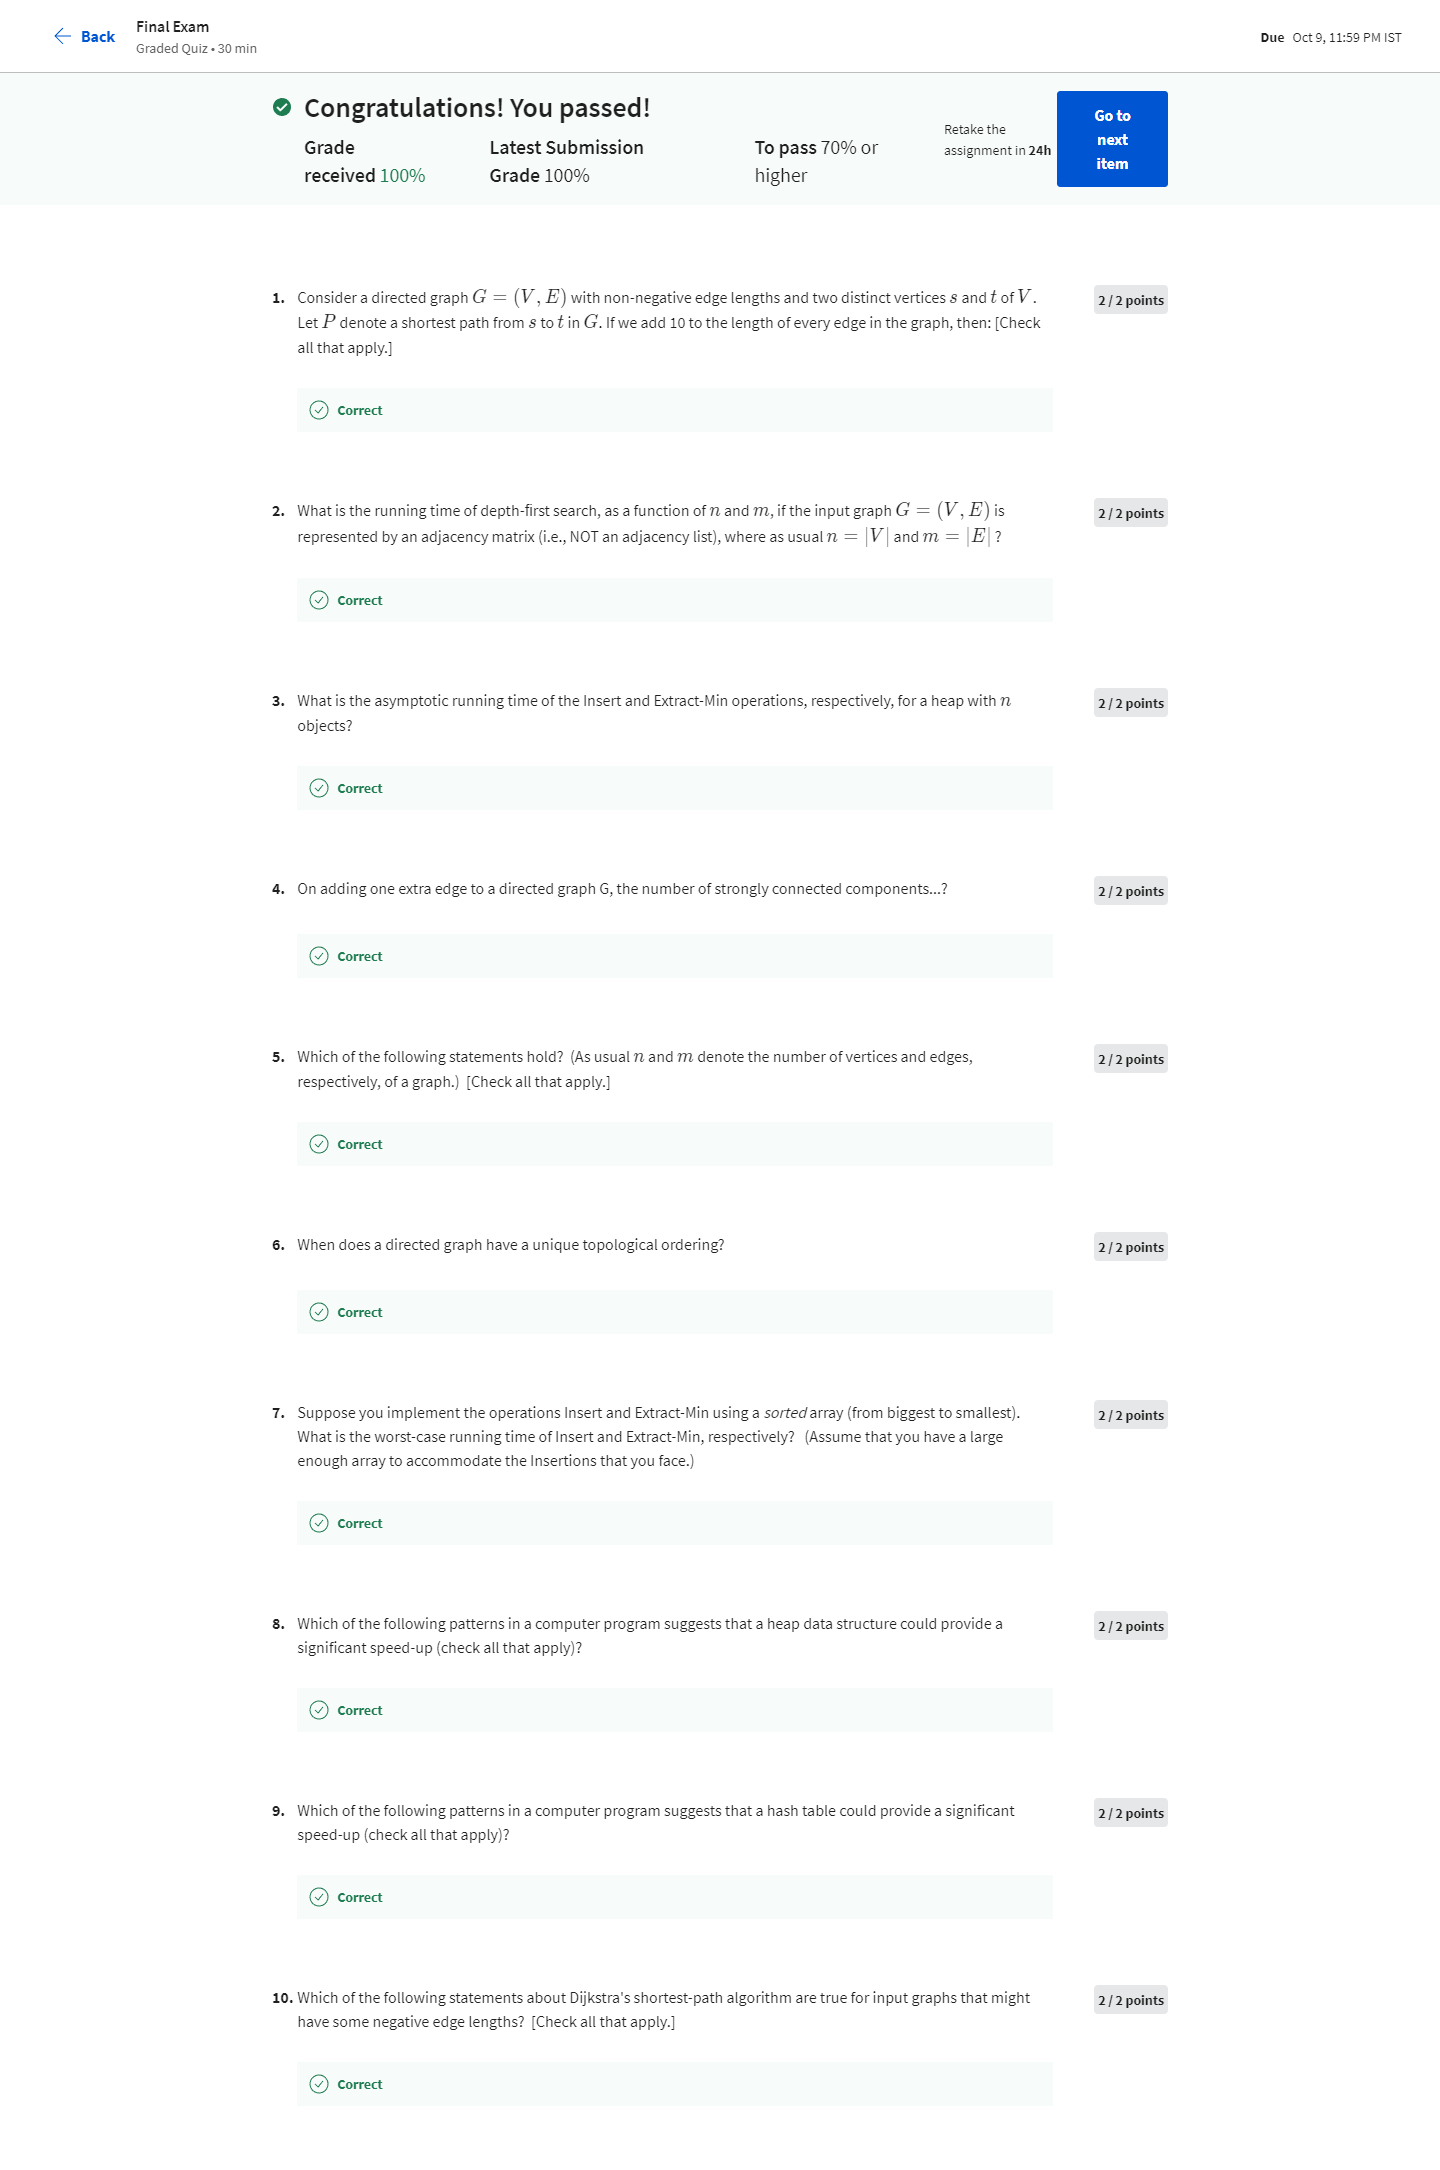 Back
Final Exam
Graded Quiz • 30 min
Due Oct 9, 11:59 PM IST
Congratulations! You passed!
Grade received 100%
Latest Submission Grade 100%
To pass 70% or higher
Retake the assignment in 24h
Go to next item
1. Consider a directed graph G = (V, E) with non-negative edge lengths and two distinct vertices s and t of V.
Let P denote a shortest path from s to t in G. If we add 10 to the length of every edge in the graph, then: [Check
all that apply.]
2 / 2 points
Correct
2. What is the running time of depth-first search, as a function of n and m, if the input graph G = (V, E) is
represented by an adjacency matrix (i.e., NOT an adjacency list), where as usual n = |V| and m = |E| ?
2 / 2 points
Correct
3. What is the asymptotic running time of the Insert and Extract-Min operations, respectively, for a heap with n
objects?
2 / 2 points
Correct
4. On adding one extra edge to a directed graph G, the number of strongly connected components...?
2 / 2 points
Correct
5. Which of the following statements hold? (As usual n and m denote the number of vertices and edges,
respectively, of a graph.) [Check all that apply.]
2 / 2 points
Correct
6. When does a directed graph have a unique topological ordering?
2 / 2 points
Correct
7. Suppose you implement the operations Insert and Extract-Min using a sorted array (from biggest to smallest).
What is the worst-case running time of Insert and Extract-Min, respectively? (Assume that you have a large
enough array to accommodate the Insertions that you face.)
2 / 2 points
Correct
8. Which of the following patterns in a computer program suggests that a heap data structure could provide a
significant speed-up (check all that apply)?
2 / 2 points
Correct
9. Which of the following patterns in a computer program suggests that a hash table could provide a significant
speed-up (check all that apply)?
2 / 2 points
Correct
10. Which of the following statements about Dijkstra's shortest-path algorithm are true for input graphs that might
have some negative edge lengths? [Check all that apply.]
2 / 2 points
Correct